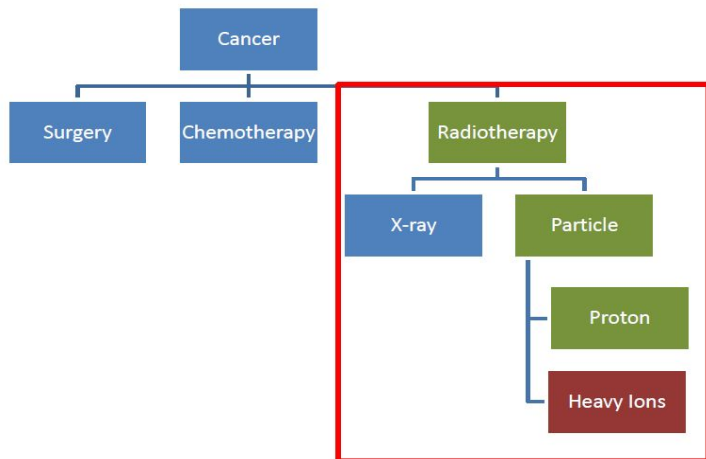 Cancer
Surgery
Chemotherapy
Radiotherapy
X-ray
Particle
Proton
Heavy Ions